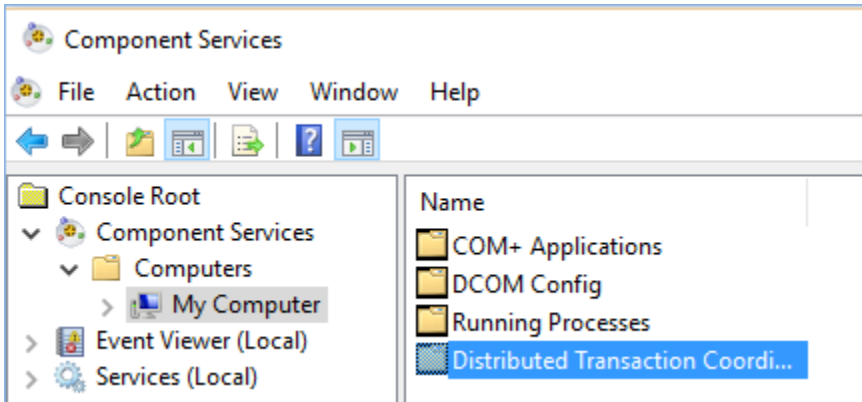 Component Services
File Action View Window Help
Console Root
Component Services
Computers
My Computer
Event Viewer (Local)
Services (Local)
Name
COM+ Applications
DCOM Config
Running Processes
Distributed Transaction Coordi...